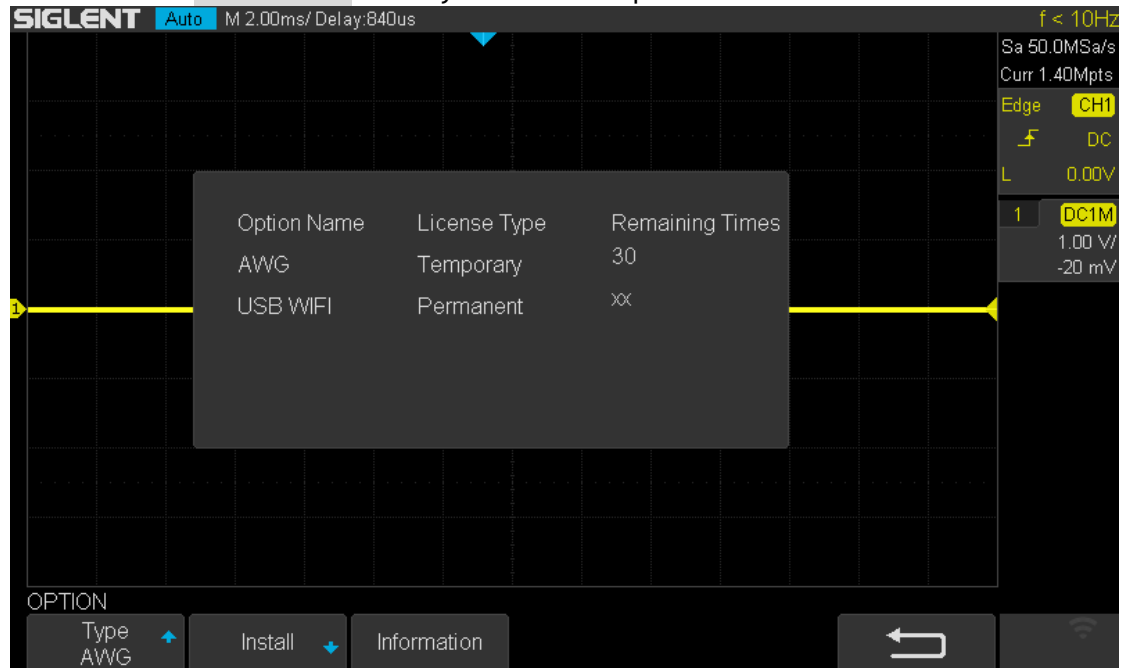 SIGLENT Auto M 2.00ms/ Delay:840us f < 10Hz
Sa 50.0MSa/s
Curr 1.40Mpts
Edge CH1
DC
L 0.00V
1 DC1M
1.00 V/
-20 mV
Option Name License Type Remaining Times
AWG Temporary 30
USB WIFI Permanent xx
1
OPTION
Type
AWG
Install
Information